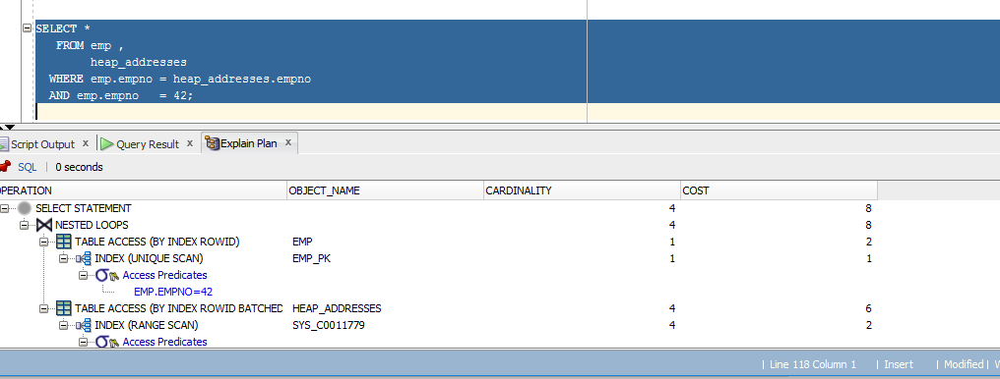 SELECT *
FROM emp ,
heap_addresses
WHERE emp.empno = heap_addresses.empno
AND emp.empno = 42;
Script Output x Query Result x Explain Plan x
SQL | 0 seconds
OPERATION OBJECT_NAME CARDINALITY COST
SELECT STATEMENT 4 8
NESTED LOOPS 4 8
TABLE ACCESS (BY INDEX ROWID) EMP 1 2
INDEX (UNIQUE SCAN) EMP_PK 1 1
Access Predicates
EMP.EMPNO=42
TABLE ACCESS (BY INDEX ROWID BATCHED HEAP_ADDRESSES 4 6
INDEX (RANGE SCAN) SYS_C0011779 4 2
Access Predicates
| Line 118 Column 1 | Insert | Modified | W